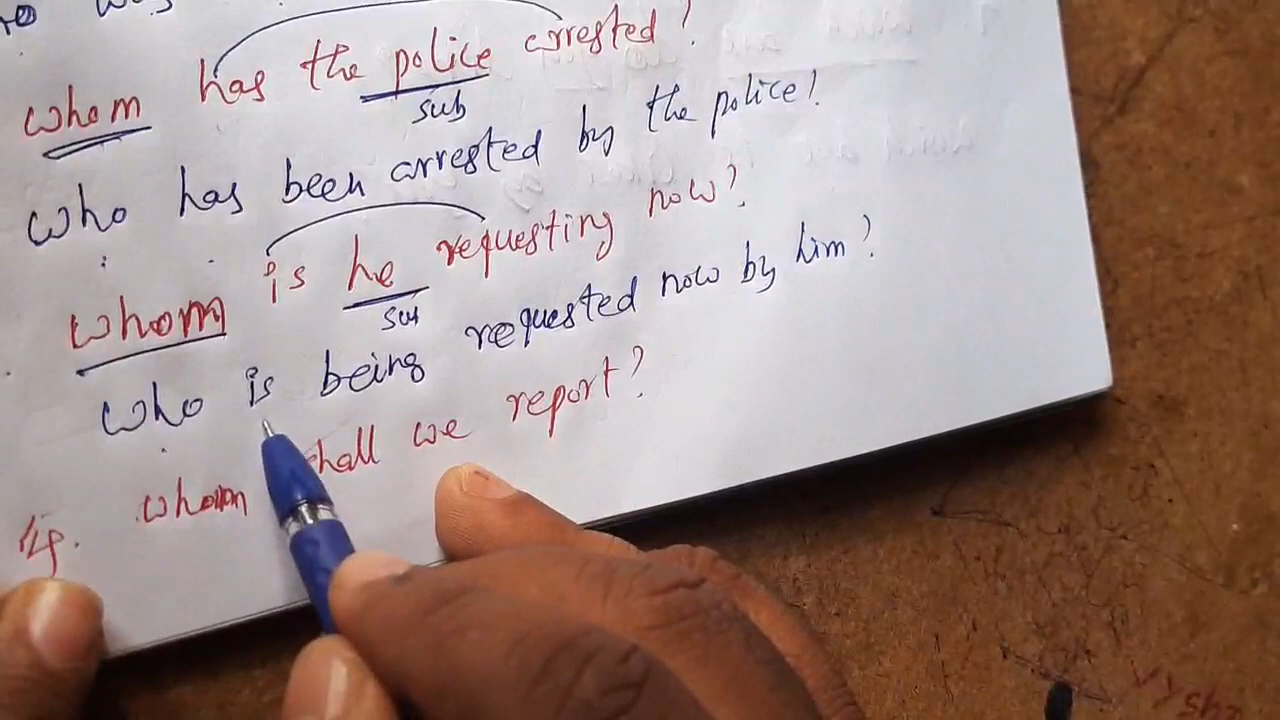 whom has the police arrested?
sub
who has been arrested by the police!
whom is he requesting now?
sub
who is being requested now by him?
whom shall we report?